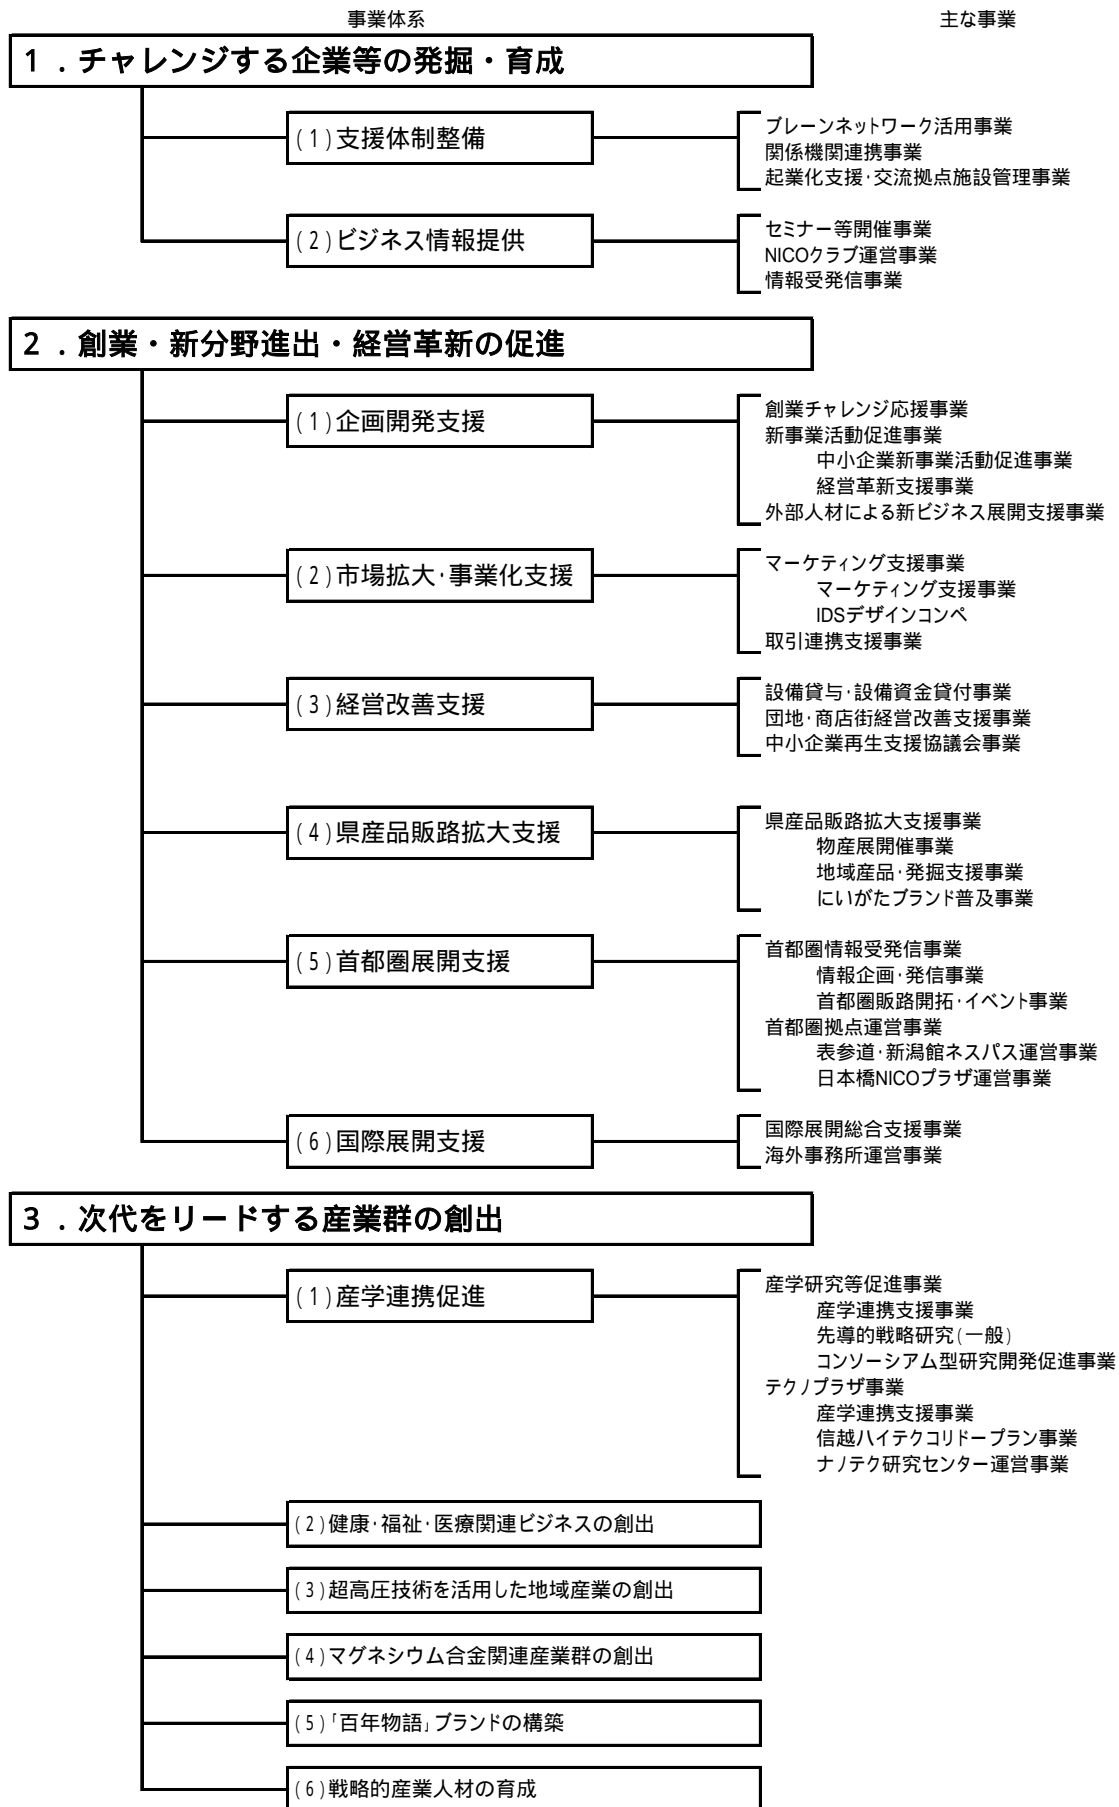 事業体系
主な事業
1．チャレンジする企業等の発掘・育成
(1)支援体制整備
ブレーンネットワーク活用事業
関係機関連携事業
起業化支援・交流拠点施設管理事業
(2)ビジネス情報提供
セミナー等開催事業
NICOクラブ運営事業
情報受発信事業
2．創業・新分野進出・経営革新の促進
(1)企画開発支援
創業チャレンジ応援事業
新事業活動促進事業
中小企業新事業活動促進事業
経営革新支援事業
外部人材による新ビジネス展開支援事業
(2)市場拡大・事業化支援
マーケティング支援事業
マーケティング支援事業
IDSデザインコンペ
取引連携支援事業
(3)経営改善支援
設備貸与・設備資金貸付事業
団地・商店街経営改善支援事業
中小企業再生支援協議会事業
(4)県産品販路拡大支援
県産品販路拡大支援事業
物産展開催事業
地域産品・発掘支援事業
にいがたブランド普及事業
(5)首都圏展開支援
首都圏情報受発信事業
情報企画・発信事業
首都圏販路開拓・イベント事業
首都圏拠点運営事業
表参道・新潟館ネスパス運営事業
日本橋NICOプラザ運営事業
(6)国際展開支援
国際展開総合支援事業
海外事務所運営事業
3．次代をリードする産業群の創出
(1)産学連携促進
産学研究等促進事業
産学連携支援事業
先導的戦略研究(一般)
コンソーシアム型研究開発促進事業
テクノプラザ事業
産学連携支援事業
信越ハイテクコリドープラン事業
ナノテク研究センター運営事業
(2)健康・福祉・医療関連ビジネスの創出
(3)超高圧技術を活用した地域産業の創出
(4)マグネシウム合金関連産業群の創出
(5)「百年物語」ブランドの構築
(6)戦略的産業人材の育成